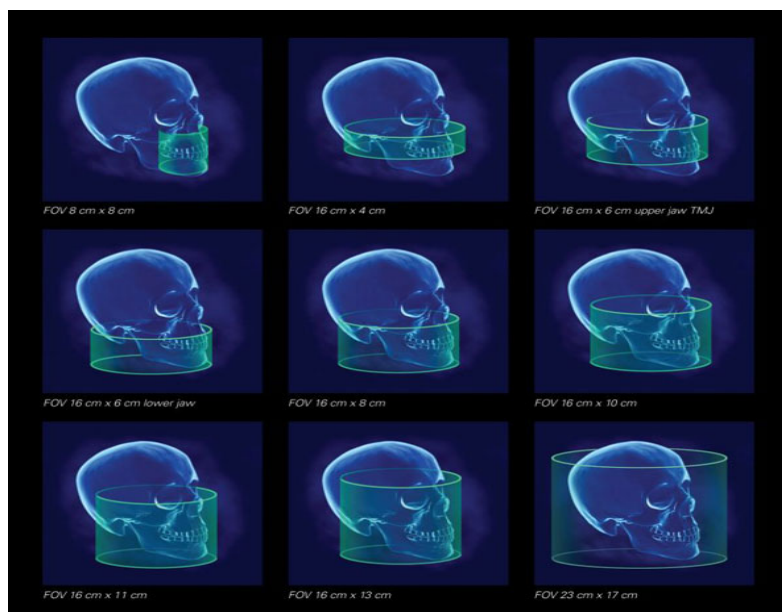 FOV 8 cm x 8 cm
FOV 16 cm x 4 cm
FOV 16 cm x 6 cm upper jaw TMJ
FOV 16 cm x 6 cm lower jaw
FOV 16 cm x 8 cm
FOV 16 cm x 10 cm
FOV 16 cm x 11 cm
FOV 16 cm x 13 cm
FOV 23 cm x 17 cm